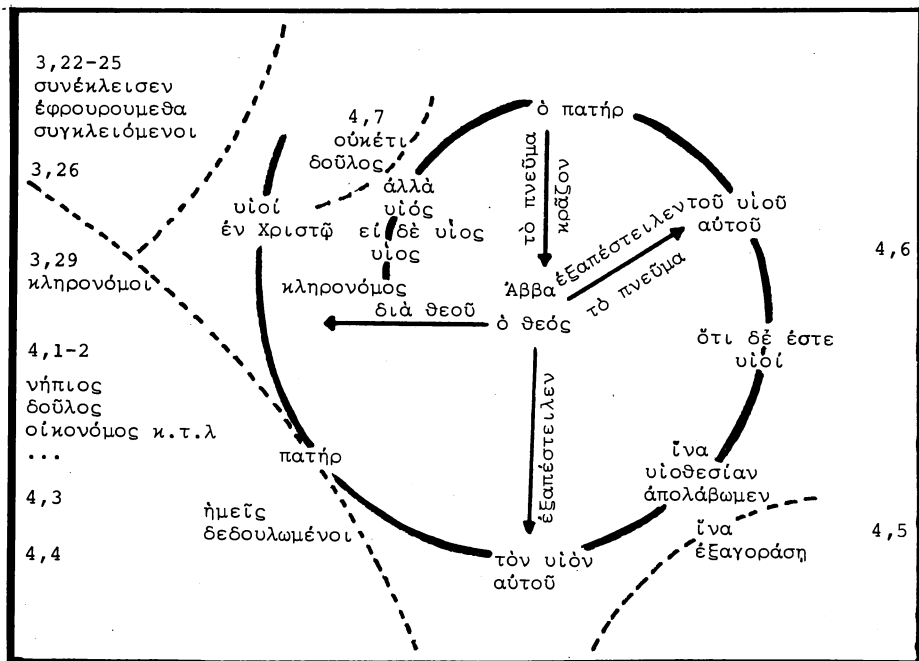 3,22-25
συνέκλεισεν
ἐφρουρουμεθα
συγκλειόμενοι
3,26
3,29
κληρονόμοι
4,1-2
νήπιος
δοῦλος
οἰκονόμος κ.τ.λ
...
4,3
4,4
4,7
οὐκέτι
δοῦλος
ἀλλὰ
υἱός
εἰ δὲ υἱος
υἱος
κληρονόμος
διὰ θεοῦ
υἱοί
ἐν Χριστῷ
πατήρ
ἡμεῖς
δεδουλωμένοι
ὁ πατήρ
τὸ πνεῦμα
κρᾶζον
Ἀββα
ὁ θεός
ἐξαπέστειλεν
τὸ πνεῦμα
τοῦ υἱοῦ
αὐτοῦ
4,6
ὅτι δέ ἐστε
υἱοί
ἐξαπέστειλεν
τὸν υἱὸν
αὐτοῦ
ἵνα
υἱοθεσίαν
ἀπολάβωμεν
ἵνα
ἐξαγοράσῃ
4,5